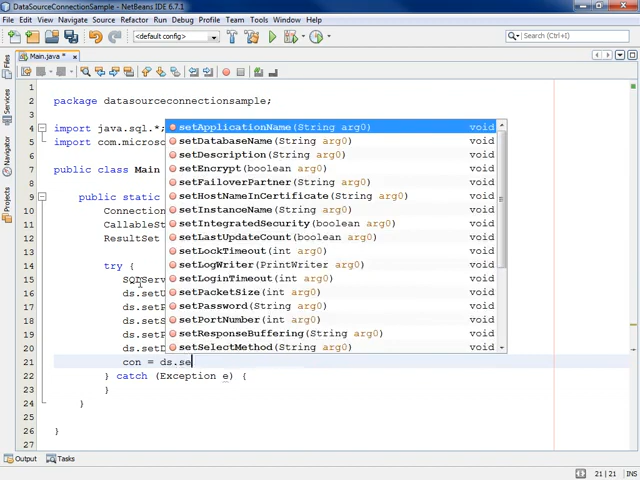 DataSourceConnectionSample - NetBeans IDE 6.7.1
File Edit View Navigate Source Refactor Run Debug Profile Team Tools Window Help
<default config>
Search (Ctrl+I)
Main.java *
Files
Services
Navigator
Projects
1
2 package datasourceconnectionsample;
3
4 import java.sql.*;
5 import com.microsof
6
7 public class Main
8
9 public static
10 Connection
11 CallableSt
12 ResultSet
13
14 try {
15 SQLServ
16 ds.setU
17 ds.setP
18 ds.setS
19 ds.setP
20 ds.setD
21 con = ds.se
22 } catch (Exception e) {
23 }
24 }
25
26 }
27
setApplicationName(String arg0) void
setDatabaseName(String arg0) void
setDescription(String arg0) void
setEncrypt(boolean arg0) void
setFailoverPartner(String arg0) void
setHostNameInCertificate(String arg0) void
setInstanceName(String arg0) void
setIntegratedSecurity(boolean arg0) void
setLastUpdateCount(boolean arg0) void
setLockTimeout(int arg0) void
setLogWriter(PrintWriter arg0) void
setLoginTimeout(int arg0) void
setPacketSize(int arg0) void
setPassword(String arg0) void
setPortNumber(int arg0) void
setResponseBuffering(String arg0) void
setSelectMethod(String arg0) void
Output Tasks
21 | 21 INS